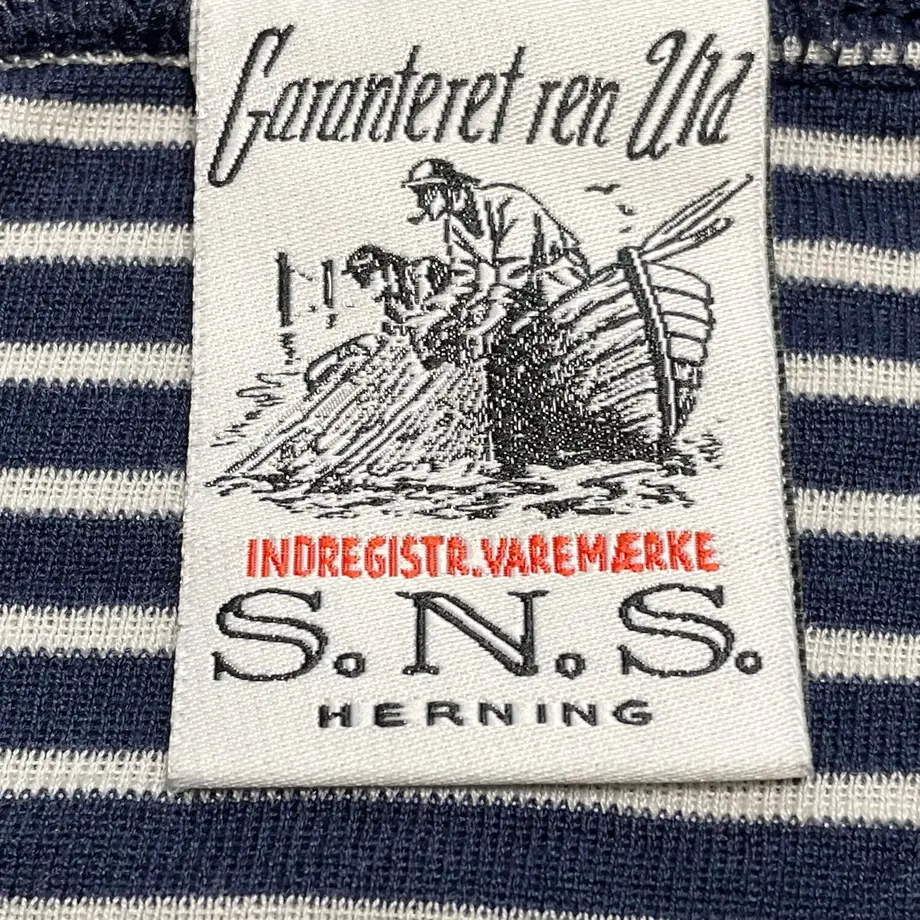 Garanteret ren Uld
INDREGISTR.VAREMÆRKE
S.N.S.
HERNING